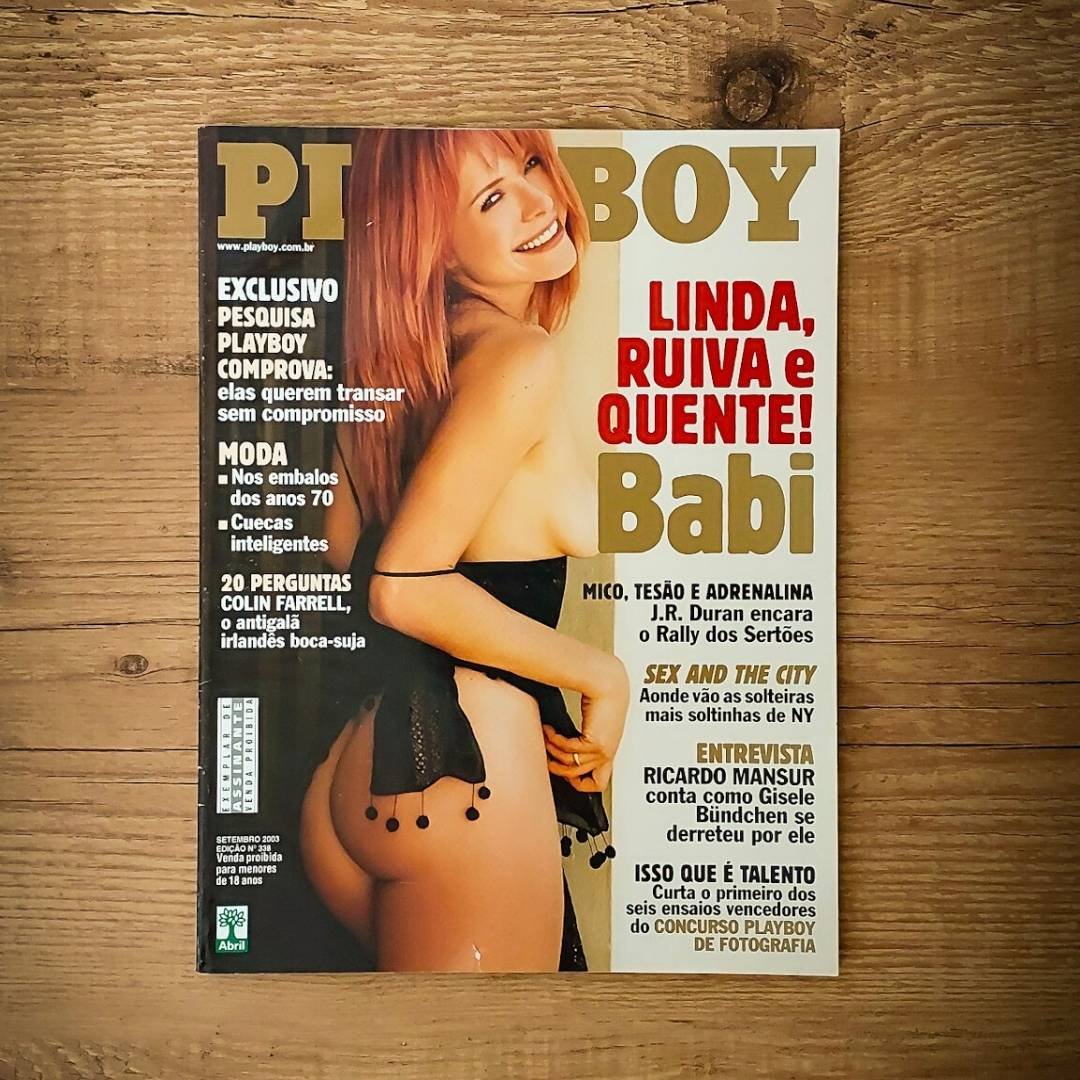 PLAYBOY
www.playboy.com.br
EXCLUSIVO
PESQUISA
PLAYBOY
COMPROVA:
elas querem transar
sem compromisso
MODA
Nos embalos
dos anos 70
Cuecas
inteligentes
20 PERGUNTAS
COLIN FARRELL,
o antigalã
irlandês boca-suja
EXEMPLAR DE
ASSINANTE
VENDA PROIBIDA
SETEMBRO 2003
EDIÇÃO Nº 338
Venda proibida
para menores
de 18 anos
Abril
LINDA,
RUIVA e
QUENTE!
Babi
MICO, TESÃO E ADRENALINA
J.R. Duran encara
o Rally dos Sertões
SEX AND THE CITY
Aonde vão as solteiras
mais soltinhas de NY
ENTREVISTA
RICARDO MANSUR
conta como Gisele
Bündchen se
derreteu por ele
ISSO QUE É TALENTO
Curta o primeiro dos
seis ensaios vencedores
do CONCURSO PLAYBOY
DE FOTOGRAFIA